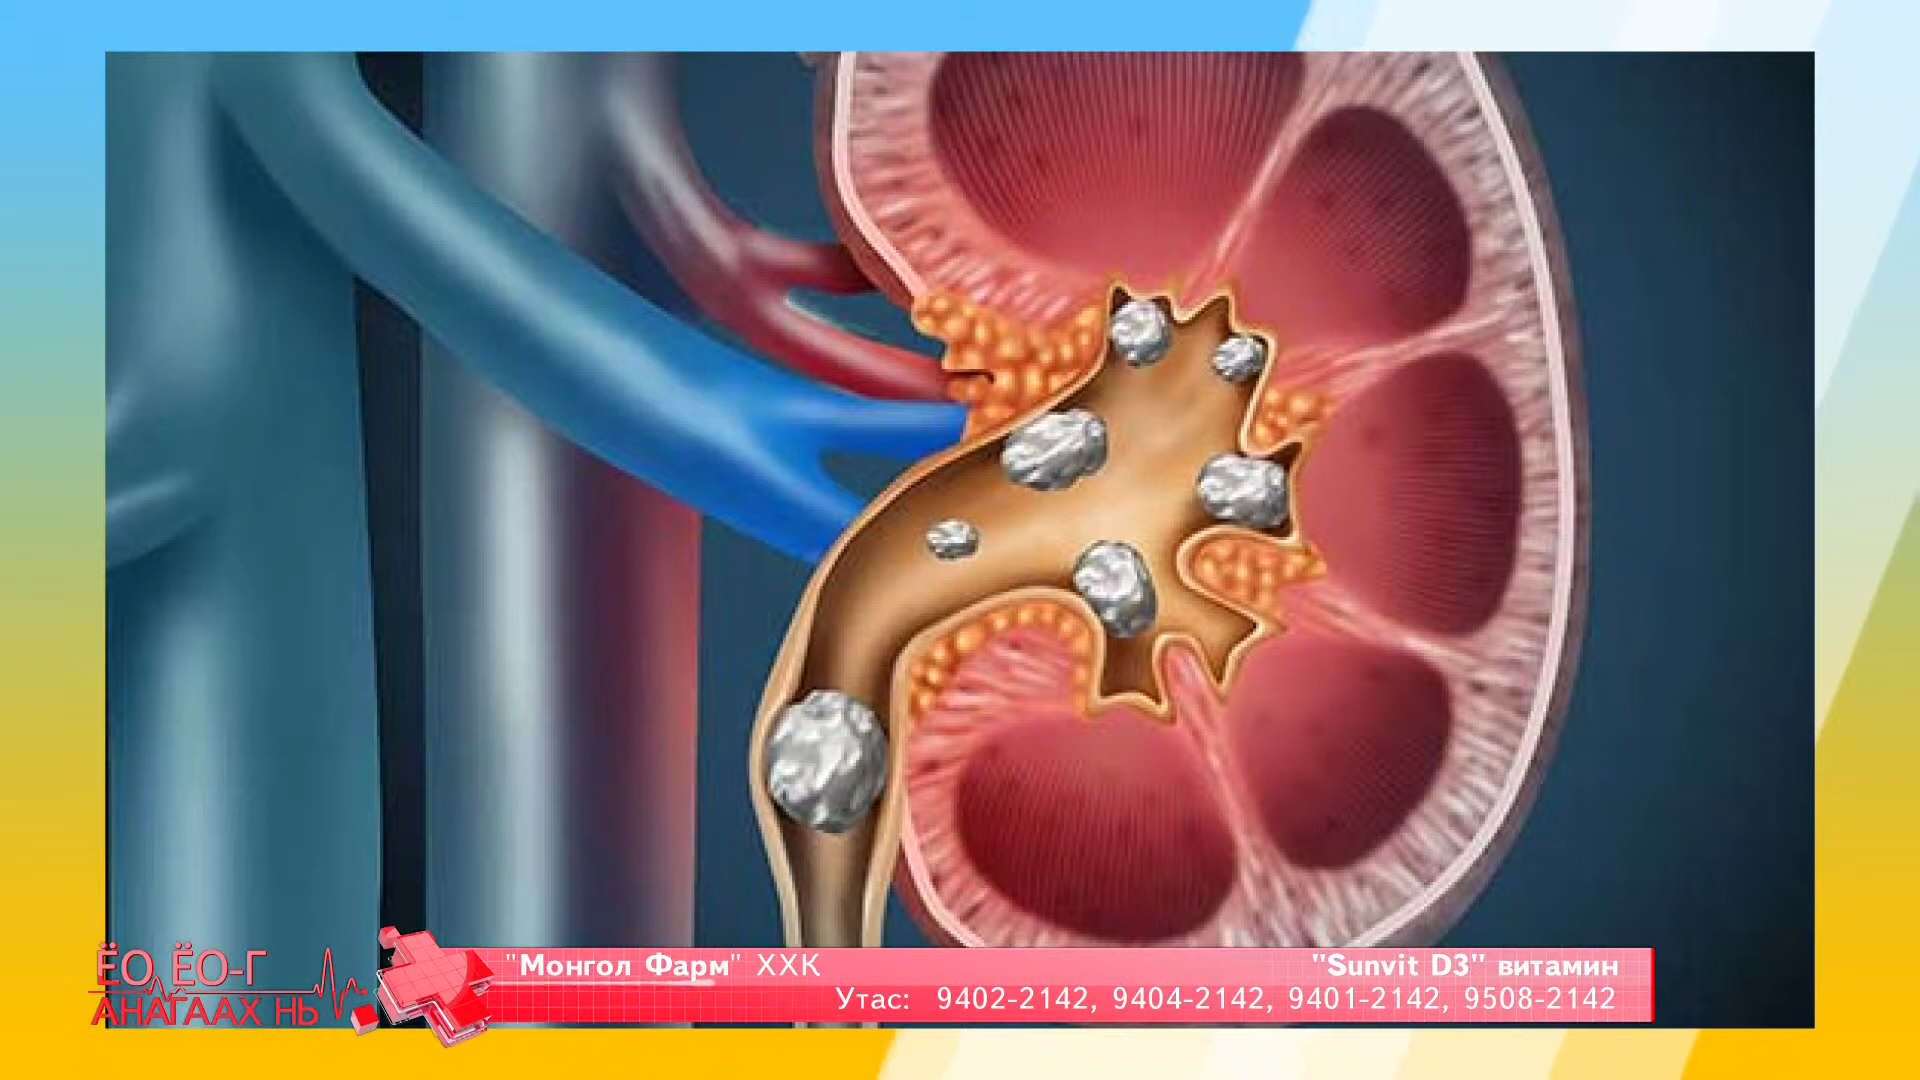 ЁО ЁО-Г
АНАГААХ НЬ
"Монгол Фарм" ХХК
"Sunvit D3" витамин
Утас: 9402-2142, 9404-2142, 9401-2142, 9508-2142